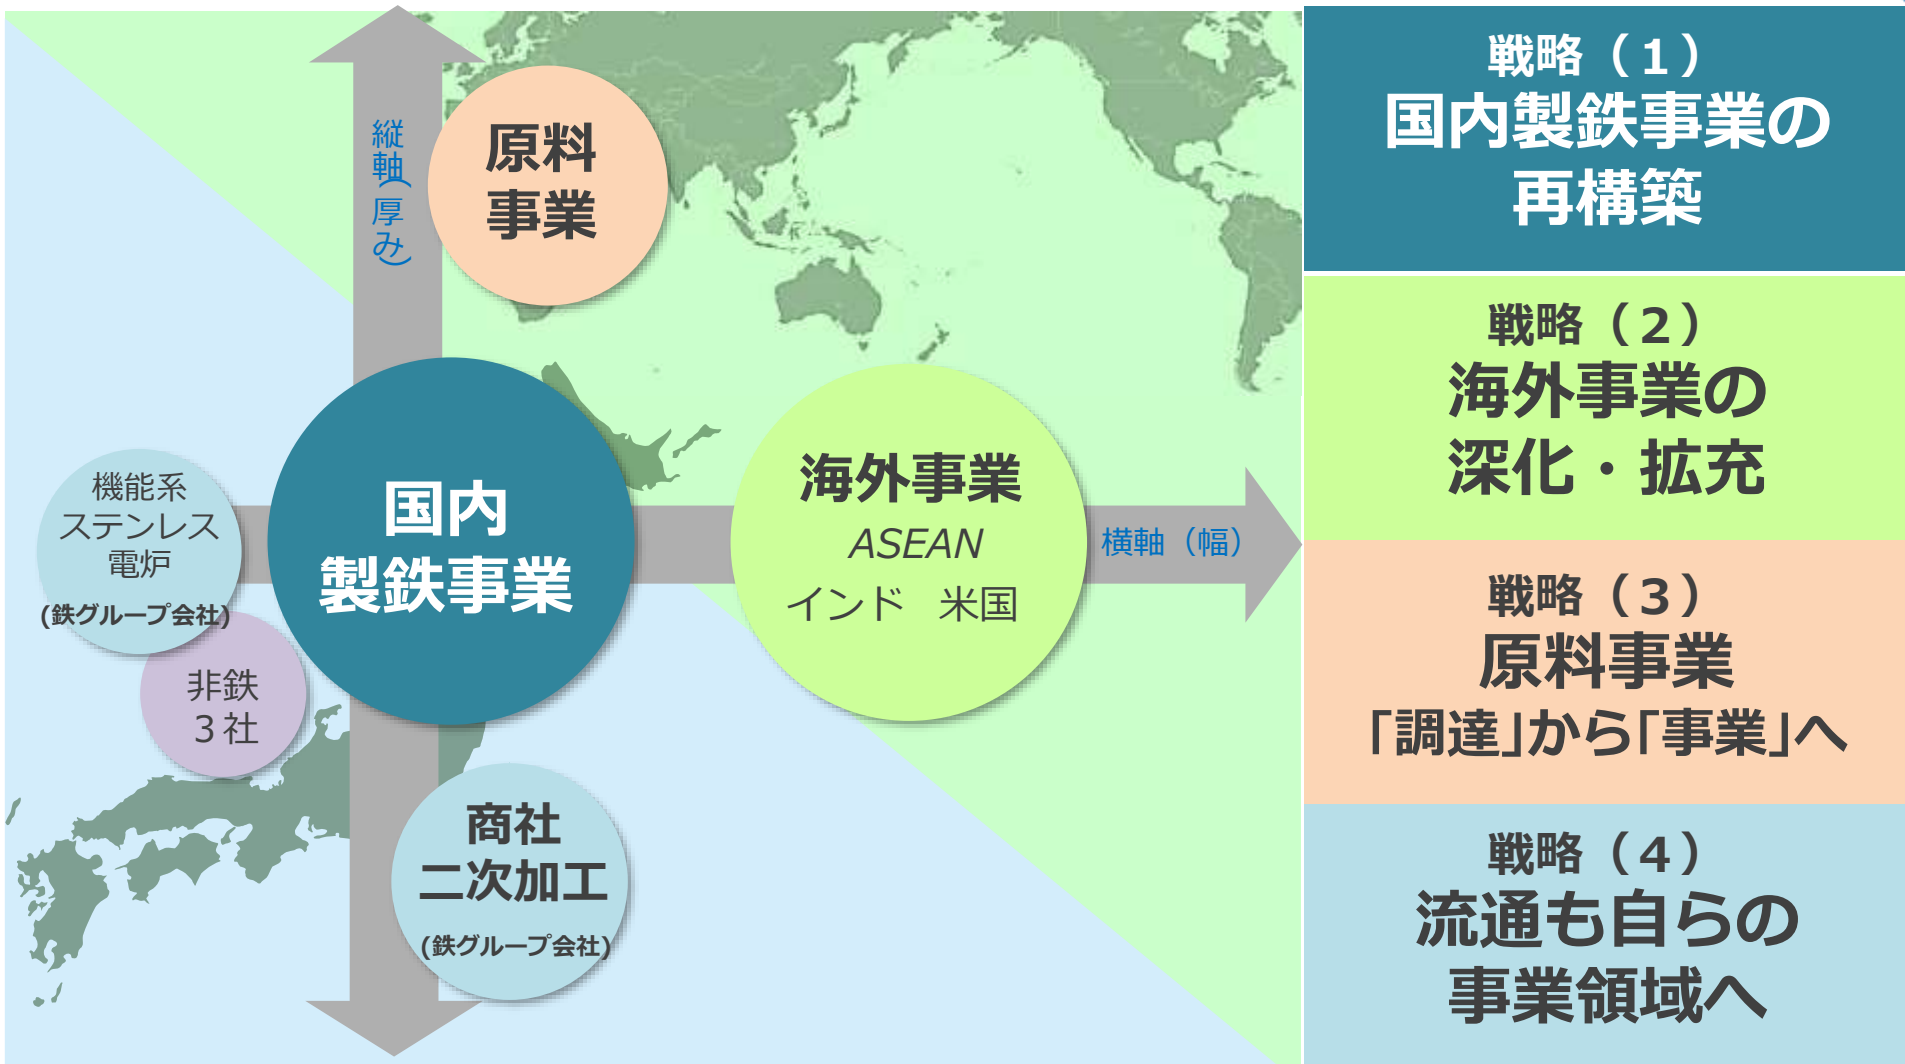 縦軸(厚み)
原料
事業
国内
製鉄事業
機能系
ステンレス
電炉
(鉄グループ会社)
非鉄
３社
海外事業
ASEAN
インド　米国
横軸（幅）
商社
二次加工
(鉄グループ会社)
戦略（１）
国内製鉄事業の
再構築
戦略（２）
海外事業の
深化・拡充
戦略（３）
原料事業
｢調達｣から｢事業｣へ
戦略（４）
流通も自らの
事業領域へ